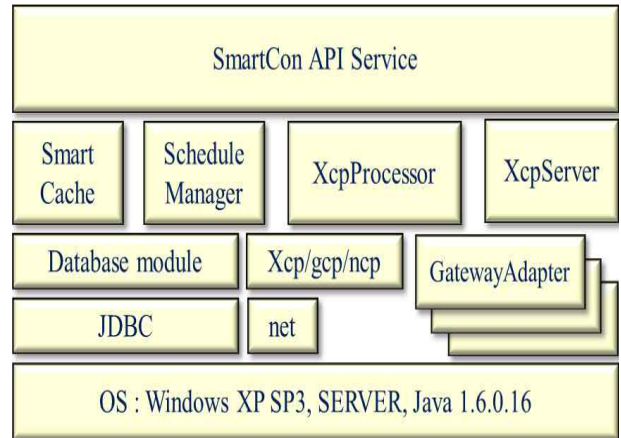 SmartCon API Service
Smart
Cache
Schedule
Manager
XcpProcessor
XcpServer
Database module
Xcp/gcp/ncp
GatewayAdapter
JDBC
net
OS : Windows XP SP3, SERVER, Java 1.6.0.16